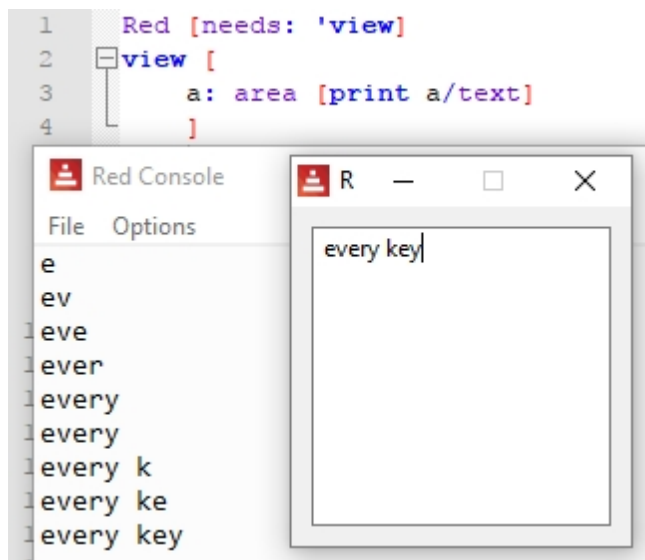 1 Red [needs: 'view]
2 view [
3 a: area [print a/text]
4 ]
Red Console
File Options
e
ev
eve
ever
every
every
every k
every ke
every key
R
every key